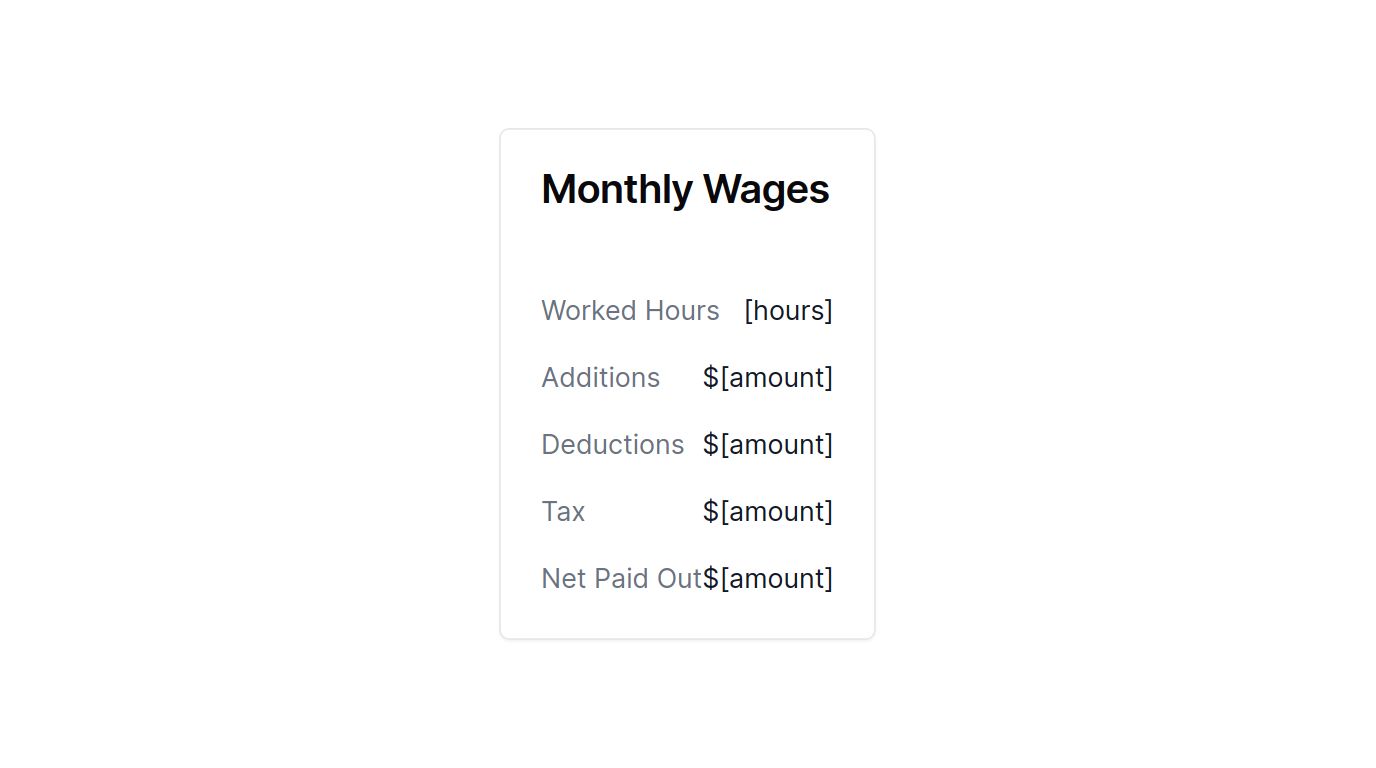 Monthly Wages
Worked Hours [hours]
Additions $[amount]
Deductions $[amount]
Tax $[amount]
Net Paid Out $[amount]